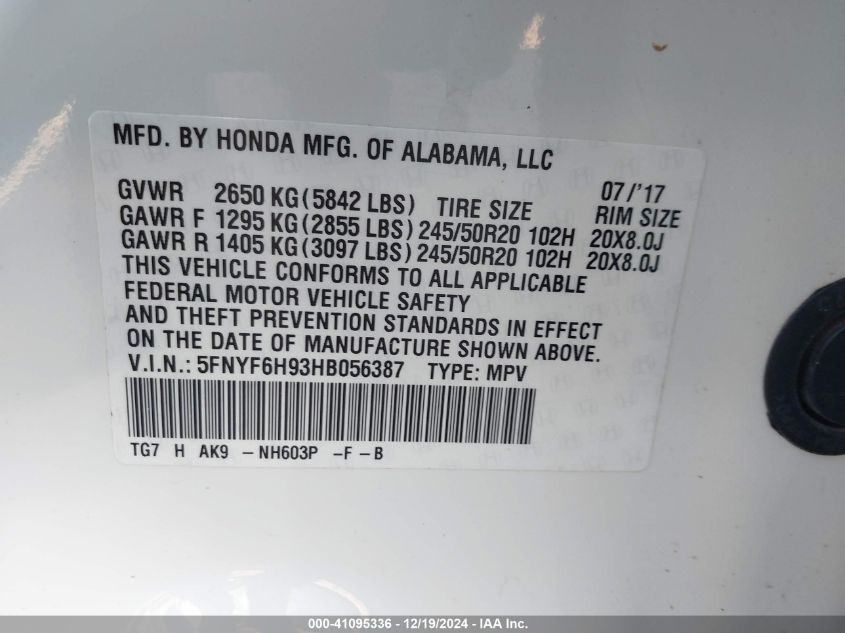 MFD. BY HONDA MFG. OF ALABAMA, LLC
07/'17
GVWR 2650 KG(5842 LBS) TIRE SIZE RIM SIZE
GAWR F 1295 KG(2855 LBS) 245/50R20 102H 20X8.0J
GAWR R 1405 KG(3097 LBS) 245/50R20 102H 20X8.0J
THIS VEHICLE CONFORMS TO ALL APPLICABLE
FEDERAL MOTOR VEHICLE SAFETY
AND THEFT PREVENTION STANDARDS IN EFFECT
ON THE DATE OF MANUFACTURE SHOWN ABOVE.
V.I.N.: 5FNYF6H93HB056387 TYPE: MPV
TG7 H AK9 -NH603P -F-B
000-41095336 - 12/19/2024 - IAA Inc.